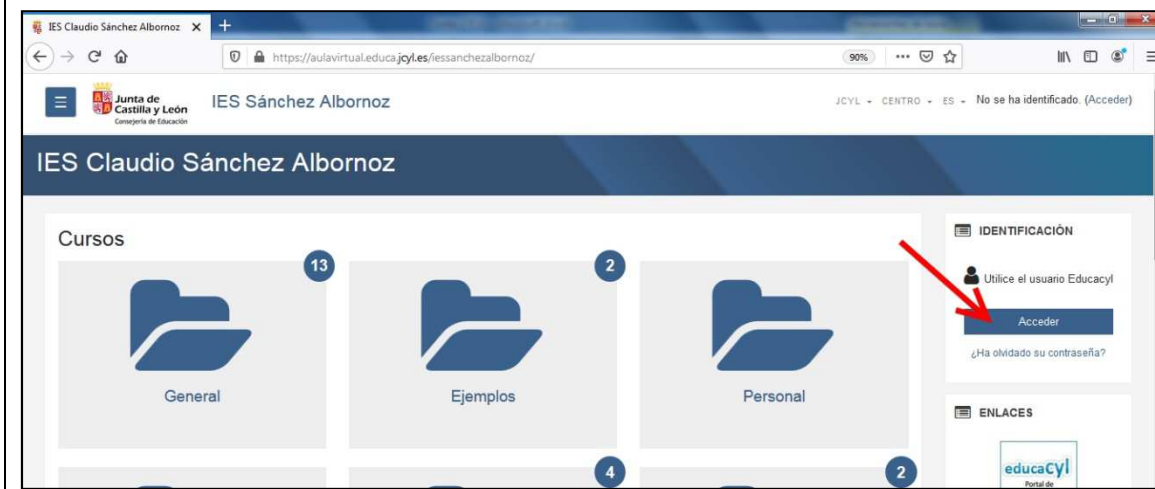 IES Claudio Sánchez Albornoz
https://aulavirtual.educa.jcyl.es/iessanchezalbornoz/
90%
Junta de
Castilla y León
Consejería de Educación
IES Sánchez Albornoz
JCYL
CENTRO
ES
No se ha identificado. (Acceder)
IES Claudio Sánchez Albornoz
Cursos
13
General
2
Ejemplos
Personal
4
2
IDENTIFICACIÓN
Utilice el usuario Educacyl
Acceder
¿Ha olvidado su contraseña?
ENLACES
educacyl
Portal de